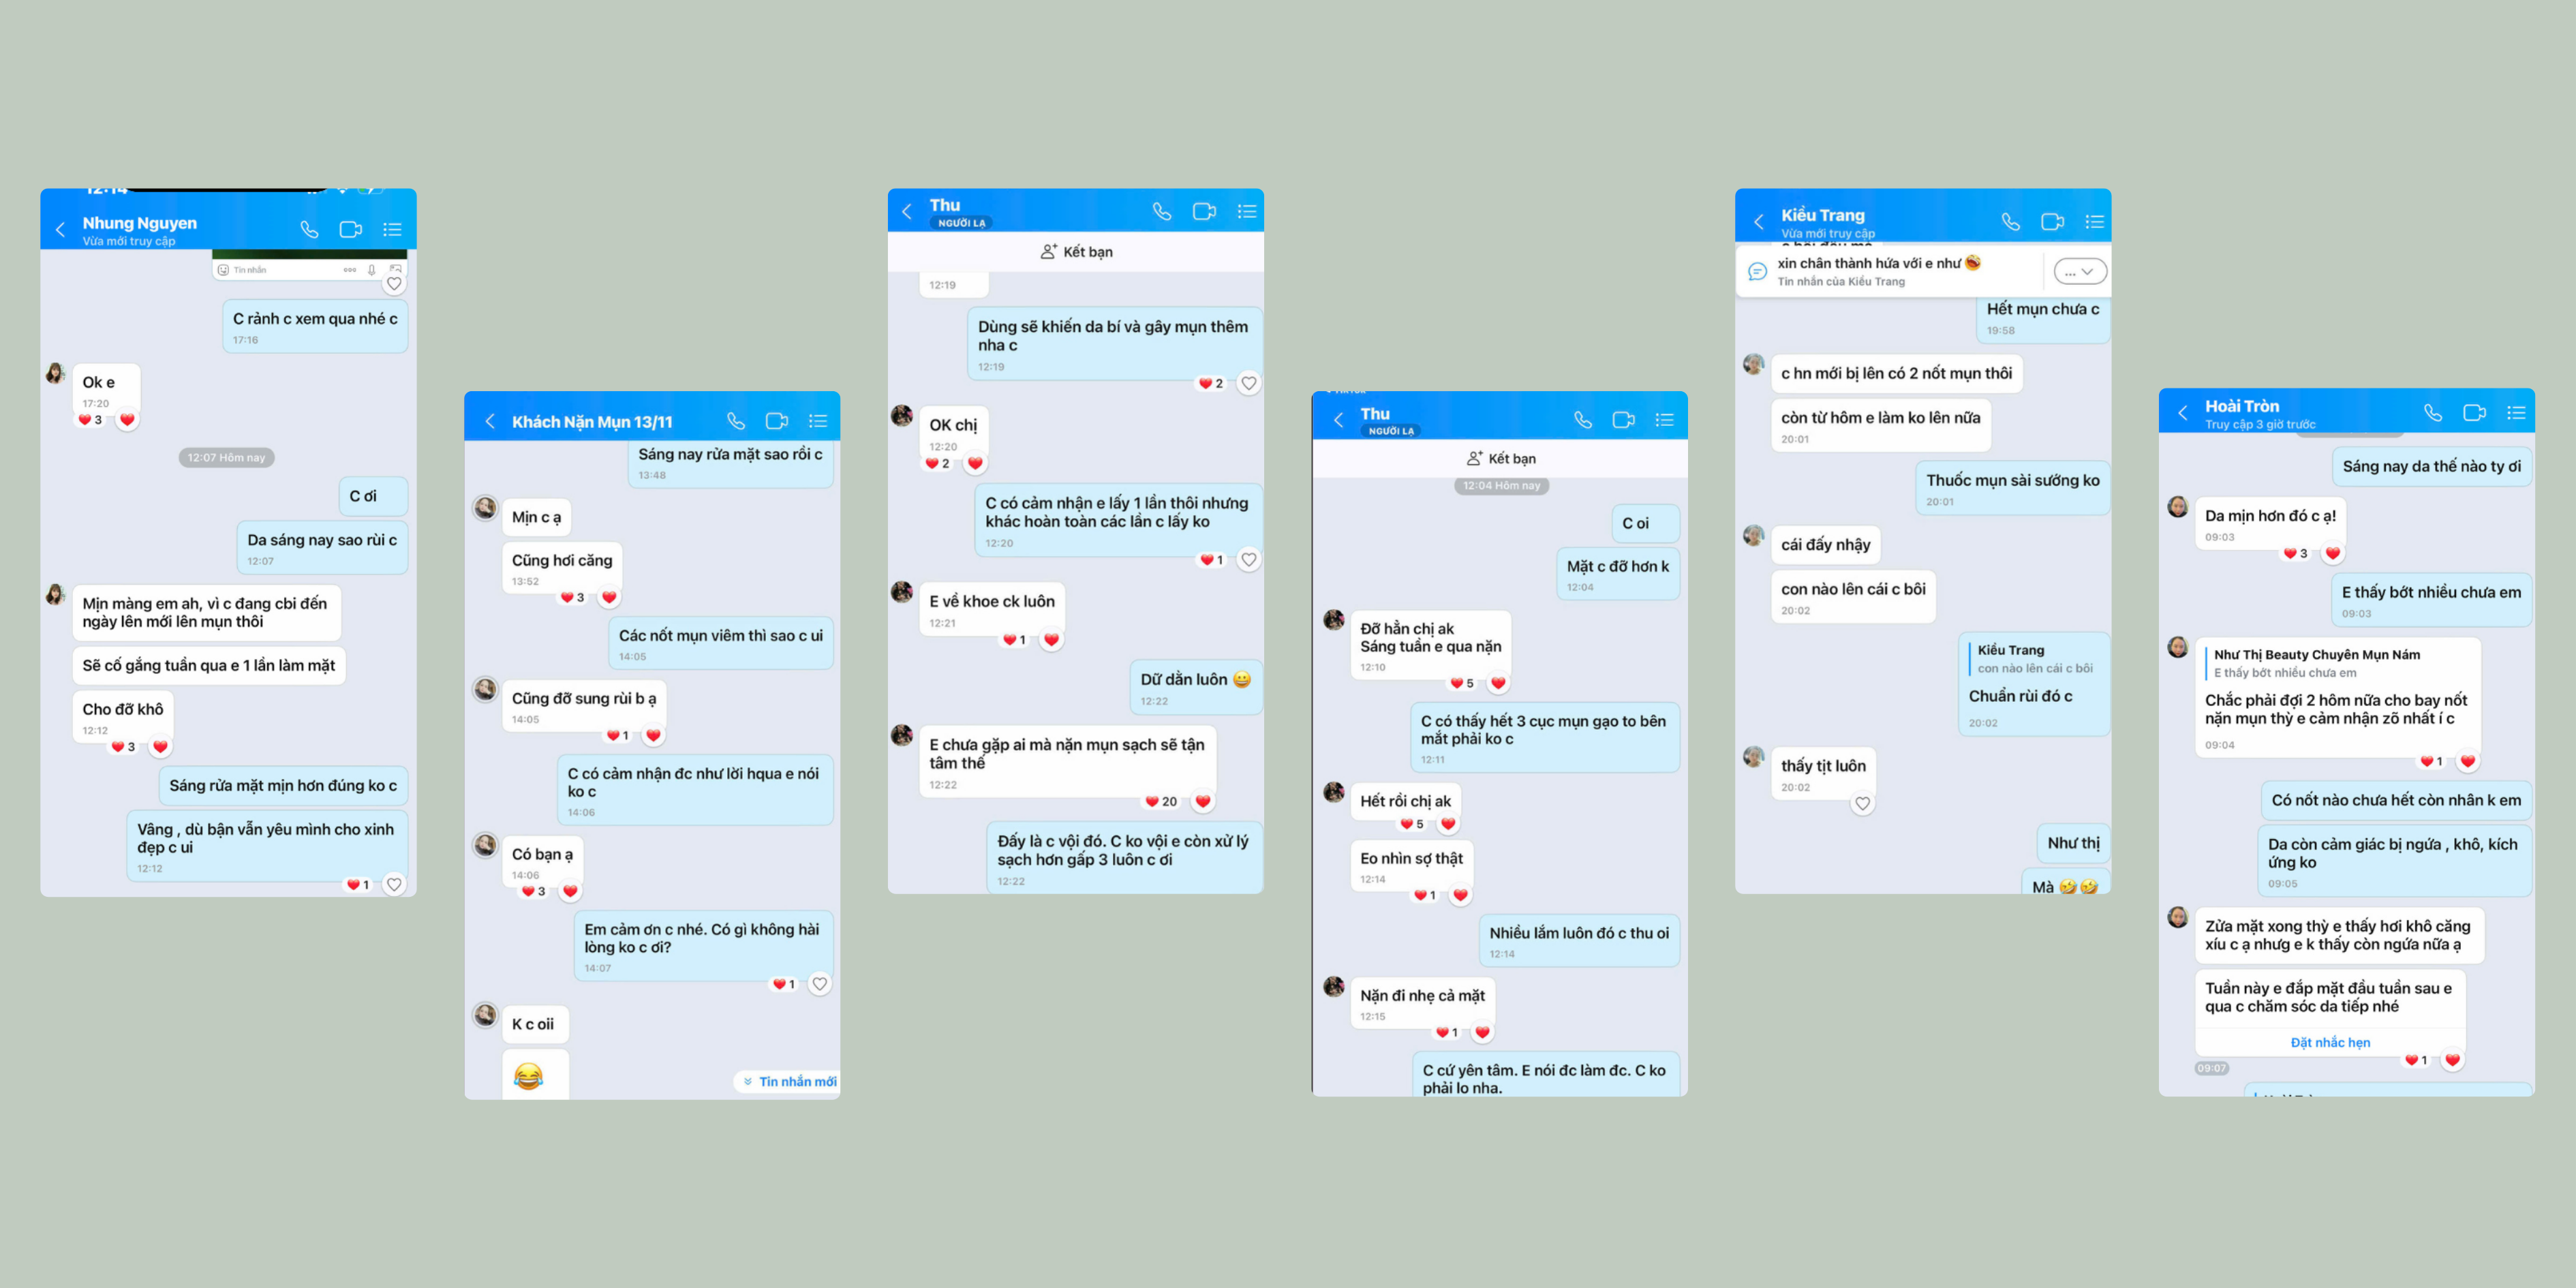 12:14
Nhung Nguyen
Vừa mới truy cập
Tin nhắn
C rảnh c xem qua nhé c
17:16
Ok e
17:20
3
12:07 Hôm nay
C ơi
Da sáng nay sao rùi c
12:07
Mịn màng em ah, vì c đang cbi đến
ngày lên mới lên mụn thôi
Sẽ cố gắng tuần qua e 1 lần làm mặt
Cho đỡ khô
12:12
3
Sáng rửa mặt mịn hơn đúng ko c
Vâng , dù bận vẫn yêu mình cho xinh
đẹp c ui
12:12
1
Khách Nặn Mụn 13/11
Sáng nay rửa mặt sao rồi c
13:48
Mịn c ạ
Cũng hơi căng
13:52
3
Các nốt mụn viêm thì sao c ui
14:05
Cũng đỡ sung rùi b ạ
14:05
1
C có cảm nhận đc như lời hqua e nói
ko c
14:06
Có bạn ạ
14:06
3
Em cảm ơn c nhé. Có gì không hài
lòng ko c ơi?
14:07
1
K c oii
Tin nhắn mới
Thu
NGƯỜI LẠ
Kết bạn
12:19
Dùng sẽ khiến da bí và gây mụn thêm
nha c
12:19
2
OK chị
12:20
2
C có cảm nhận e lấy 1 lần thôi nhưng
khác hoàn toàn các lần c lấy ko
12:20
1
E về khoe ck luôn
12:21
1
Dữ dằn luôn
12:22
E chưa gặp ai mà nặn mụn sạch sẽ tận
tâm thế
12:22
20
Đấy là c vội đó. C ko vội e còn xử lý
sạch hơn gấp 3 luôn c ơi
12:22
Thu
NGƯỜI LẠ
Kết bạn
12:04 Hôm nay
C oi
Mặt c đỡ hơn k
12:04
Đỡ hẳn chị ak
Sáng tuần e qua nặn
12:10
5
C có thấy hết 3 cục mụn gạo to bên
mắt phải ko c
12:11
Hết rồi chị ak
5
Eo nhìn sợ thật
12:14
1
Nhiều lắm luôn đó c thu oi
12:14
Nặn đi nhẹ cả mặt
12:15
1
C cứ yên tâm. E nói đc làm đc. C ko
phải lo nha.
Kiều Trang
Vừa mới truy cập
xin chân thành hứa với e như
Tin nhắn của Kiều Trang
...
Hết mụn chưa c
19:58
c hn mới bị lên có 2 nốt mụn thôi
còn từ hôm e làm ko lên nữa
20:01
Thuốc mụn sài sướng ko
20:01
cái đấy nhậy
con nào lên cái c bôi
20:02
Kiều Trang
con nào lên cái c bôi
Chuẩn rùi đó c
20:02
thấy tịt luôn
20:02
Như thị
Mà
Hoài Tròn
Truy cập 3 giờ trước
Sáng nay da thế nào ty ơi
Da mịn hơn đó c ạ!
09:03
3
E thấy bớt nhiều chưa em
09:03
Như Thị Beauty Chuyên Mụn Nám
E thấy bớt nhiều chưa em
Chắc phải đợi 2 hôm nữa cho bay nốt
nặn mụn thỳ e cảm nhận zõ nhất í c
09:04
1
Có nốt nào chưa hết còn nhân k em
Da còn cảm giác bị ngứa , khô, kích
ứng ko
09:05
Zửa mặt xong thỳ e thấy hơi khô căng
xíu c ạ nhưg e k thấy còn ngứa nữa ạ
Tuần này e đắp mặt đầu tuần sau e
qua c chăm sóc da tiếp nhé
Đặt nhắc hẹn
1
09:07